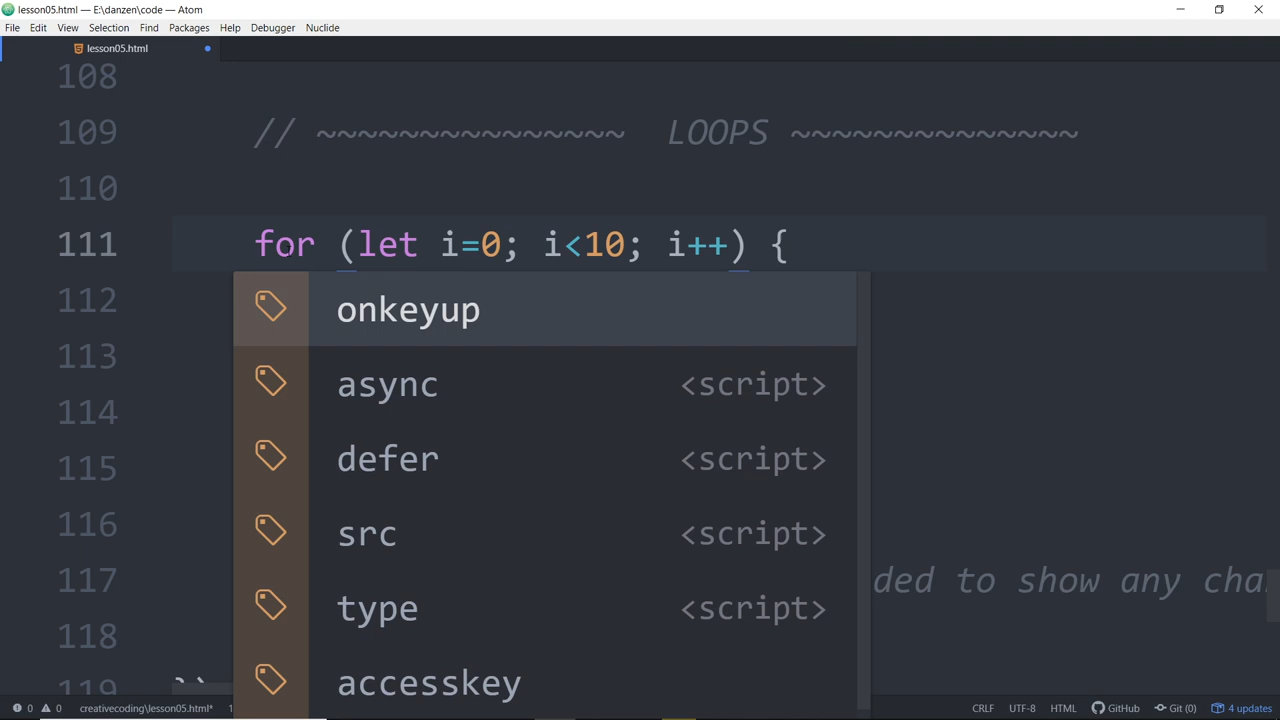 lesson05.html — E:\danzen\code — Atom
File Edit View Selection Find Packages Help Debugger Nuclide
lesson05.html
108
109 // ~~~~~~~~~~~~~~~ LOOPS ~~~~~~~~~~~~~~
110
111 for (let i=0; i<10; i++) {
112 onkeyup
113 async <script>
114 defer <script>
115
116 src <script>
117 type <script> ded to show any cha
118
119 }) accesskey
0 0 creativecoding\lesson05.html* 1 CRLF UTF-8 HTML GitHub Git (0) 4 updates